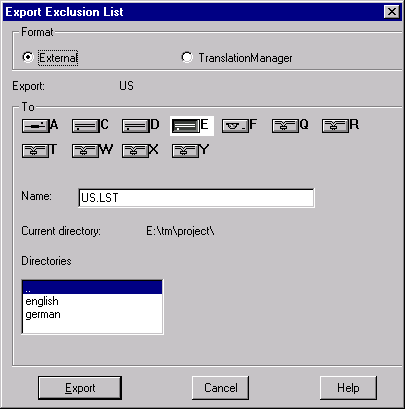 Export Exclusion List
Format
External TranslationManager
Export: US
To
A C D E F Q R
T W X Y
Name: US.LST
Current directory: E:\tm\project\
Directories
..
english
german
Export Cancel Help